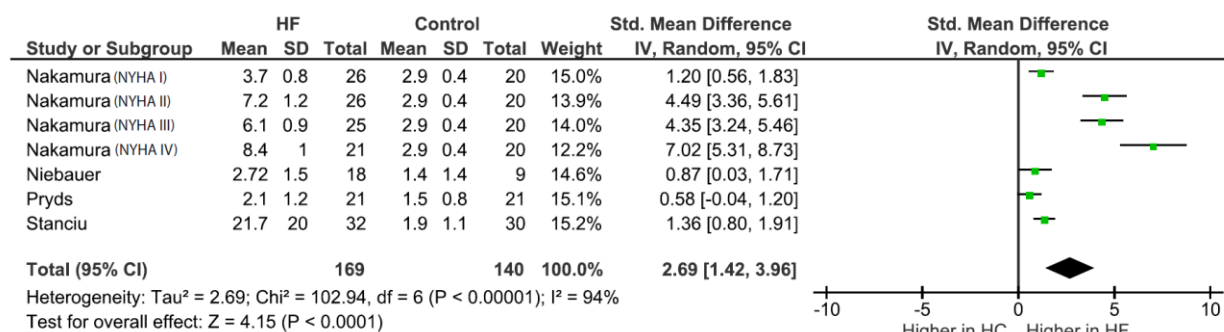 HF Control Std. Mean Difference Std. Mean Difference
Study or Subgroup Mean SD Total Mean SD Total Weight IV, Random, 95% CI IV, Random, 95% CI
Nakamura (NYHA I) 3.7 0.8 26 2.9 0.4 20 15.0% 1.20 [0.56, 1.83]
Nakamura (NYHA II) 7.2 1.2 26 2.9 0.4 20 13.9% 4.49 [3.36, 5.61]
Nakamura (NYHA III) 6.1 0.9 25 2.9 0.4 20 14.0% 4.35 [3.24, 5.46]
Nakamura (NYHA IV) 8.4 1 21 2.9 0.4 20 12.2% 7.02 [5.31, 8.73]
Niebauer 2.72 1.5 18 1.4 1.4 9 14.6% 0.87 [0.03, 1.71]
Pryds 2.1 1.2 21 1.5 0.8 21 15.1% 0.58 [-0.04, 1.20]
Stanciu 21.7 20 32 1.9 1.1 30 15.2% 1.36 [0.80, 1.91]
Total (95% CI) 169 140 100.0% 2.69 [1.42, 3.96]
Heterogeneity: Tau² = 2.69; Chi² = 102.94, df = 6 (P < 0.00001); I² = 94%
Test for overall effect: Z = 4.15 (P < 0.0001)
-10 -5 0 5 10
Higher in HC Higher in HF